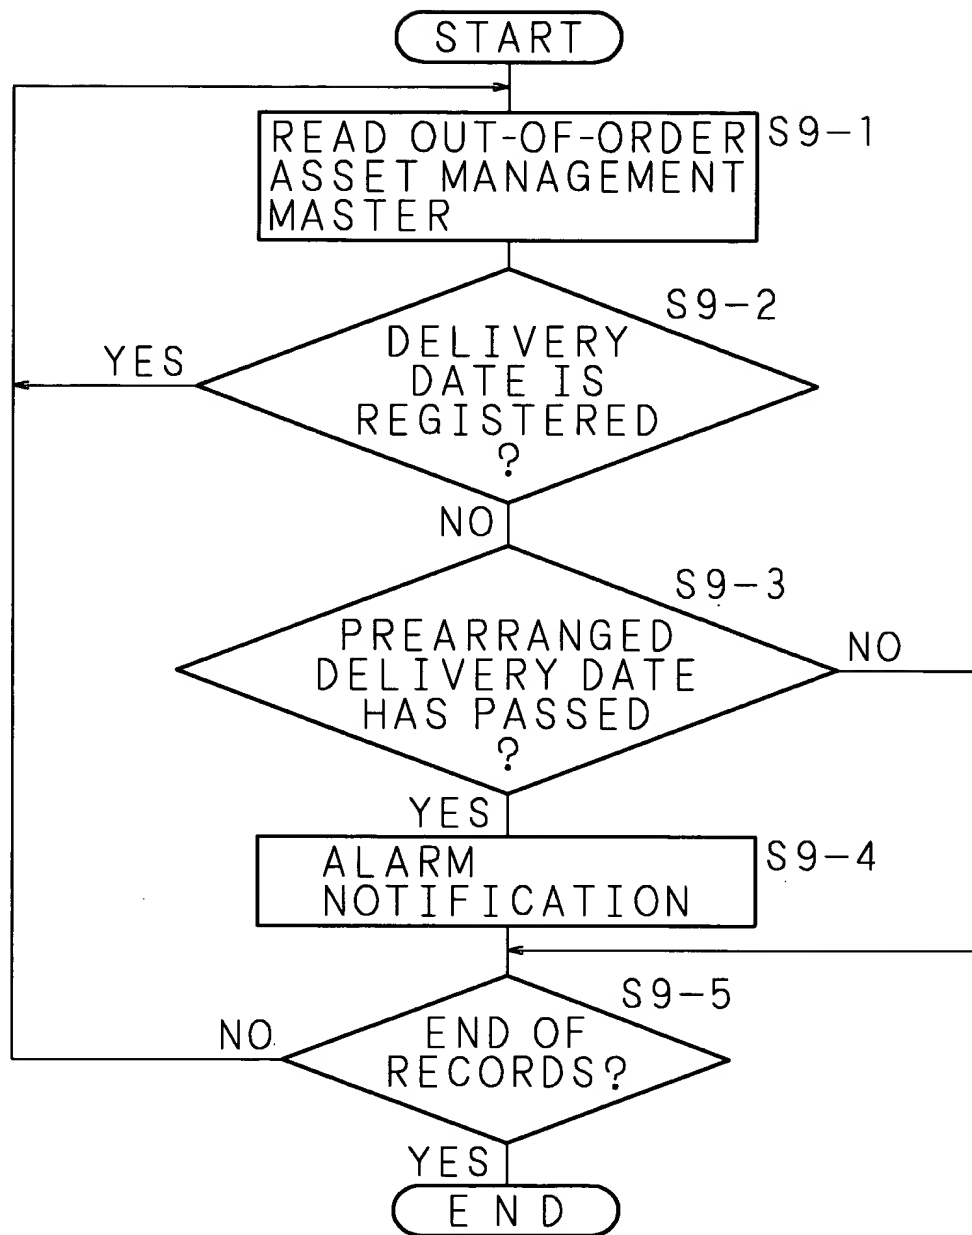 START
READ OUT-OF-ORDER
ASSET MANAGEMENT
MASTER
S9-1
S9-2
DELIVERY
DATE IS
REGISTERED
?
YES
NO
S9-3
PREARRANGED
DELIVERY DATE
HAS PASSED
?
NO
YES
ALARM
NOTIFICATION
S9-4
S9-5
END OF
RECORDS?
NO
YES
END